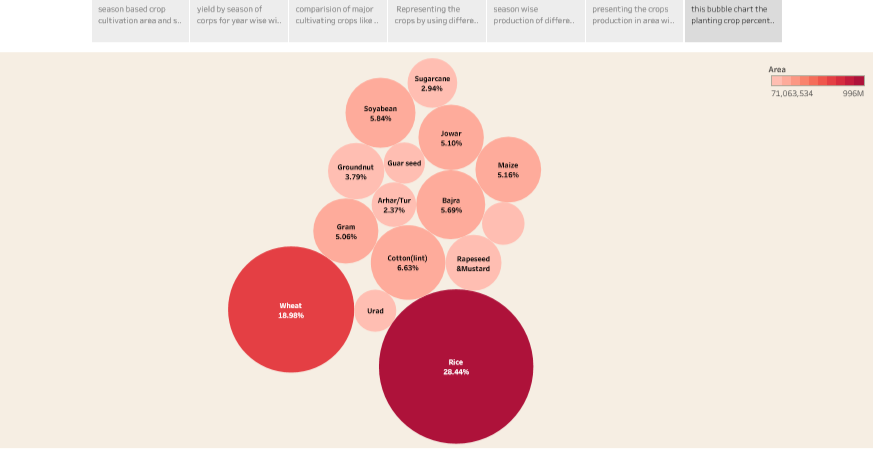 season based crop
cultivation area and s..
yield by season of
corps for year wise wi..
comparision of major
cultivating crops like ..
Representing the
crops by using differe..
season wise
production of differe..
presenting the crops
production in area wi..
this bubble chart the
planting crop percent..
Area
71,063,534
996M
Sugarcane
2.94%
Soyabean
5.84%
Jowar
5.10%
Groundnut
3.79%
Guar seed
Maize
5.16%
Arhar/Tur
2.37%
Bajra
5.69%
Gram
5.06%
Cotton(lint)
6.63%
Rapeseed
&Mustard
Wheat
18.98%
Urad
Rice
28.44%